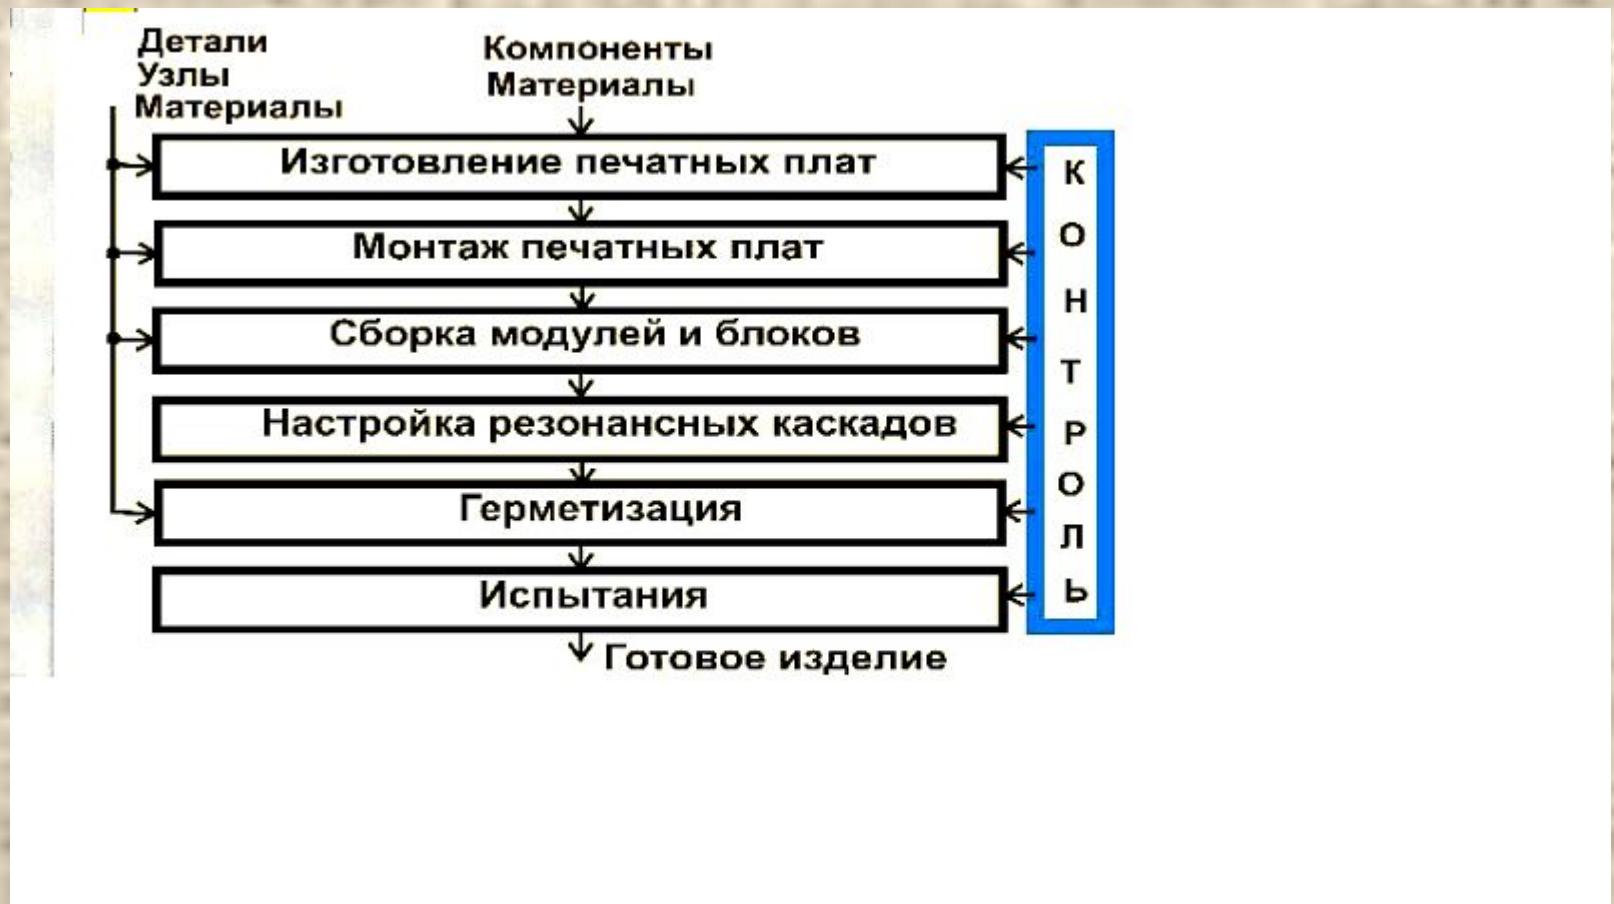 Детали
Узлы
Материалы
Компоненты
Материалы
Изготовление печатных плат
Монтаж печатных плат
Сборка модулей и блоков
Настройка резонансных каскадов
Герметизация
Испытания
Готовое изделие
К
О
Н
Т
Р
О
Л
Ь